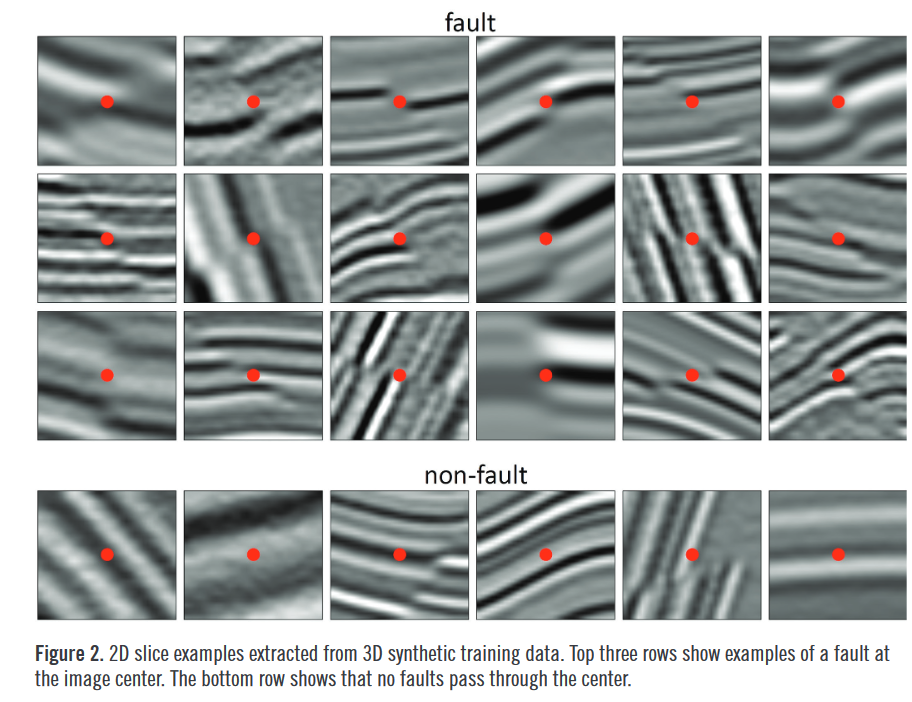 fault
non-fault
Figure 2. 2D slice examples extracted from 3D synthetic training data. Top three rows show examples of a fault at
the image center. The bottom row shows that no faults pass through the center.